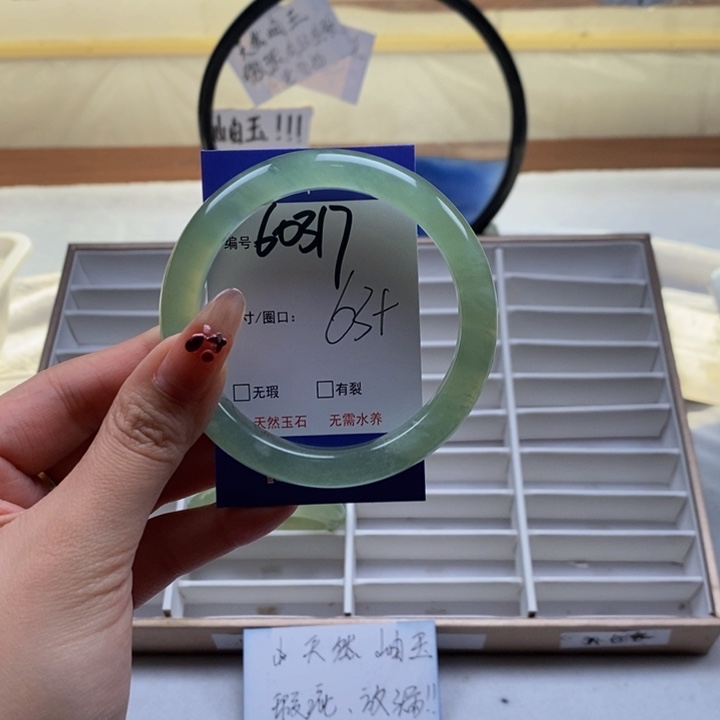 岫玉!!!
编号:60317
寸/圈口: 63+
□无瑕 □有裂
天然玉石 无需水养
天然 岫玉
瑕疵、放漏!!